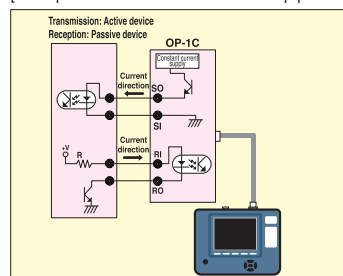 Transmission: Active device
Reception: Passive device
OP-1C
Constant current
supply
Current
direction
SO
SI
Current
direction
+V
R
RI
RO